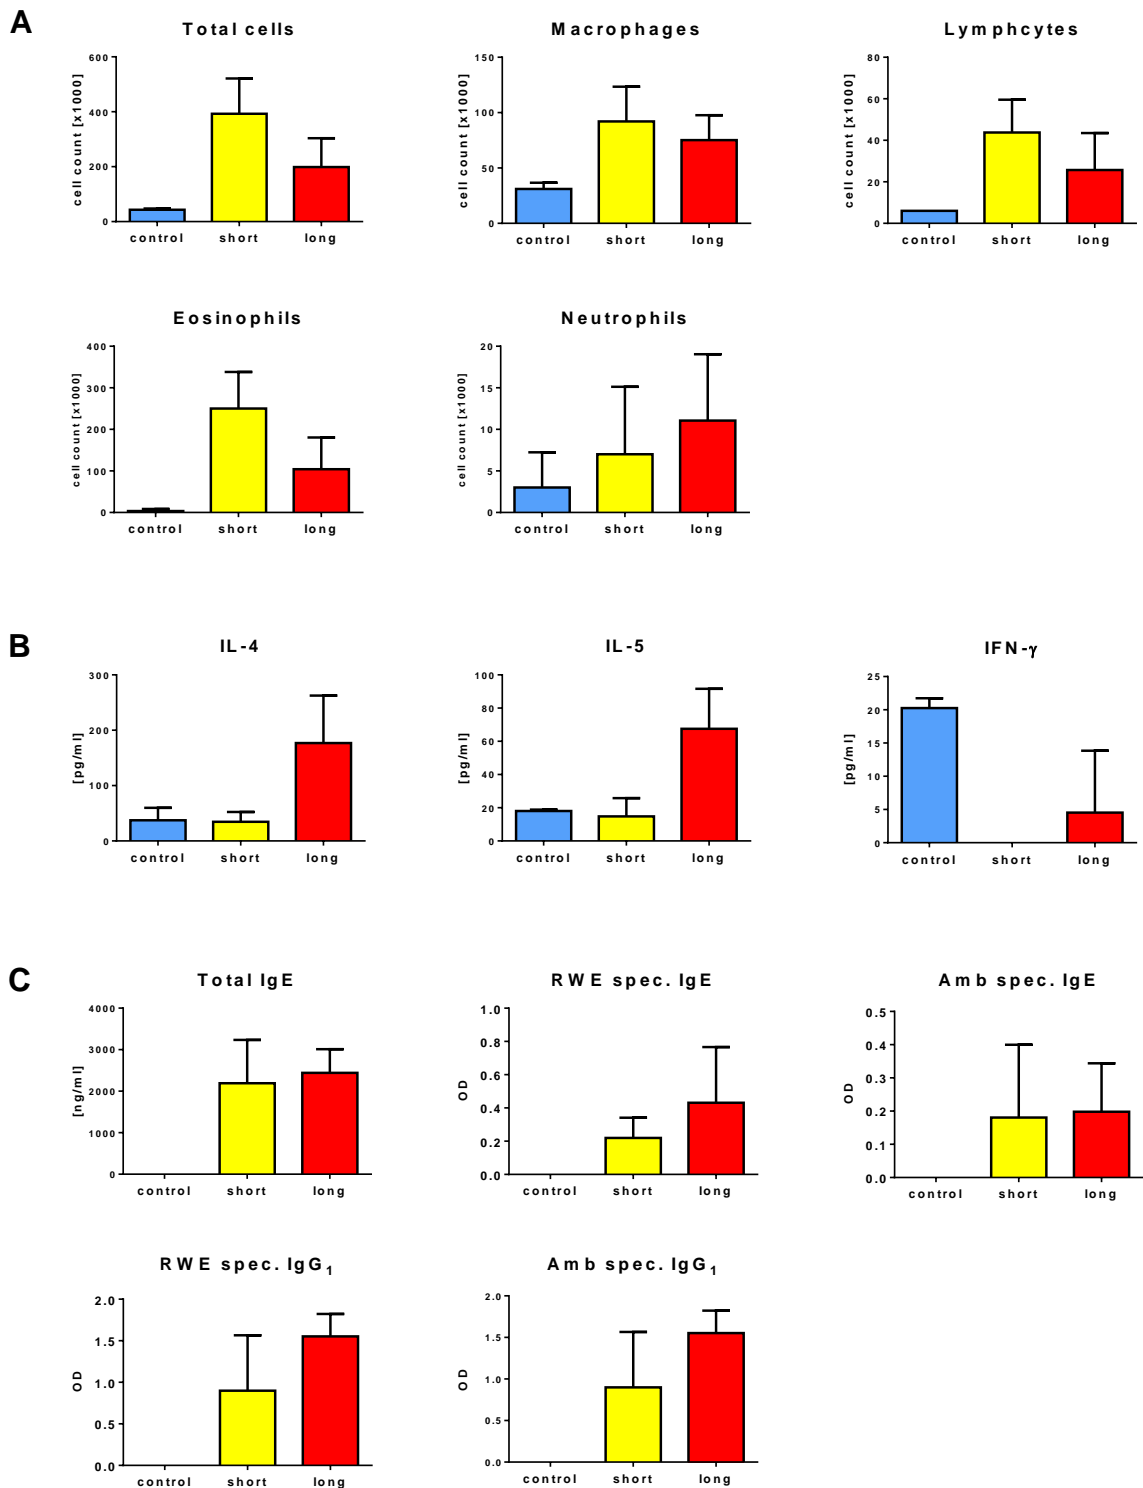 A
Total cells
cell count [x1000]
600
400
200
0
control short long
Macrophages
cell count [x1000]
150
100
50
0
control short long
Lymphcytes
cell count [x1000]
80
60
40
20
0
control short long
Eosinophils
cell count [x1000]
400
300
200
100
0
control short long
Neutrophils
cell count [x1000]
20
15
10
5
0
control short long
B
IL-4
[pg/ml]
300
200
100
0
control short long
IL-5
[pg/ml]
100
80
60
40
20
0
control short long
IFN-γ
[pg/ml]
25
20
15
10
5
0
control short long
C
Total IgE
[ng/ml]
4000
3000
2000
1000
0
control short long
RWE spec. IgE
OD
1.0
0.8
0.6
0.4
0.2
0.0
control short long
Amb spec. IgE
OD
0.5
0.4
0.3
0.2
0.1
0.0
control short long
RWE spec. IgG1
OD
2.0
1.5
1.0
0.5
0.0
control short long
Amb spec. IgG1
OD
2.0
1.5
1.0
0.5
0.0
control short long